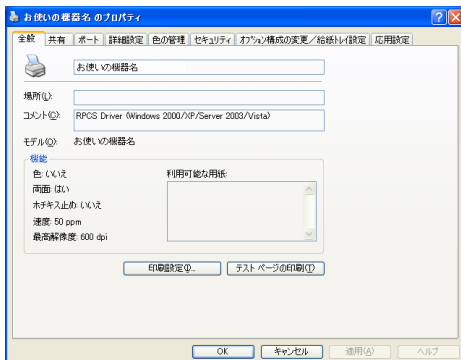 お使いの機器名 のプロパティ
全般 共有 ポート 詳細設定 色の管理 セキュリティ オプション構成の変更／給紙トレイ設定 応用設定
お使いの機器名
場所(L):
コメント(C): RPCS Driver (Windows 2000/XP/Server 2003/Vista)
モデル(O): お使いの機器名
機能
色: いいえ 利用可能な用紙:
両面: はい
ホチキス止め: いいえ
速度: 50 ppm
最高解像度: 600 dpi
印刷設定(I)... テスト ページの印刷(T)
OK キャンセル 適用(A) ヘルプ